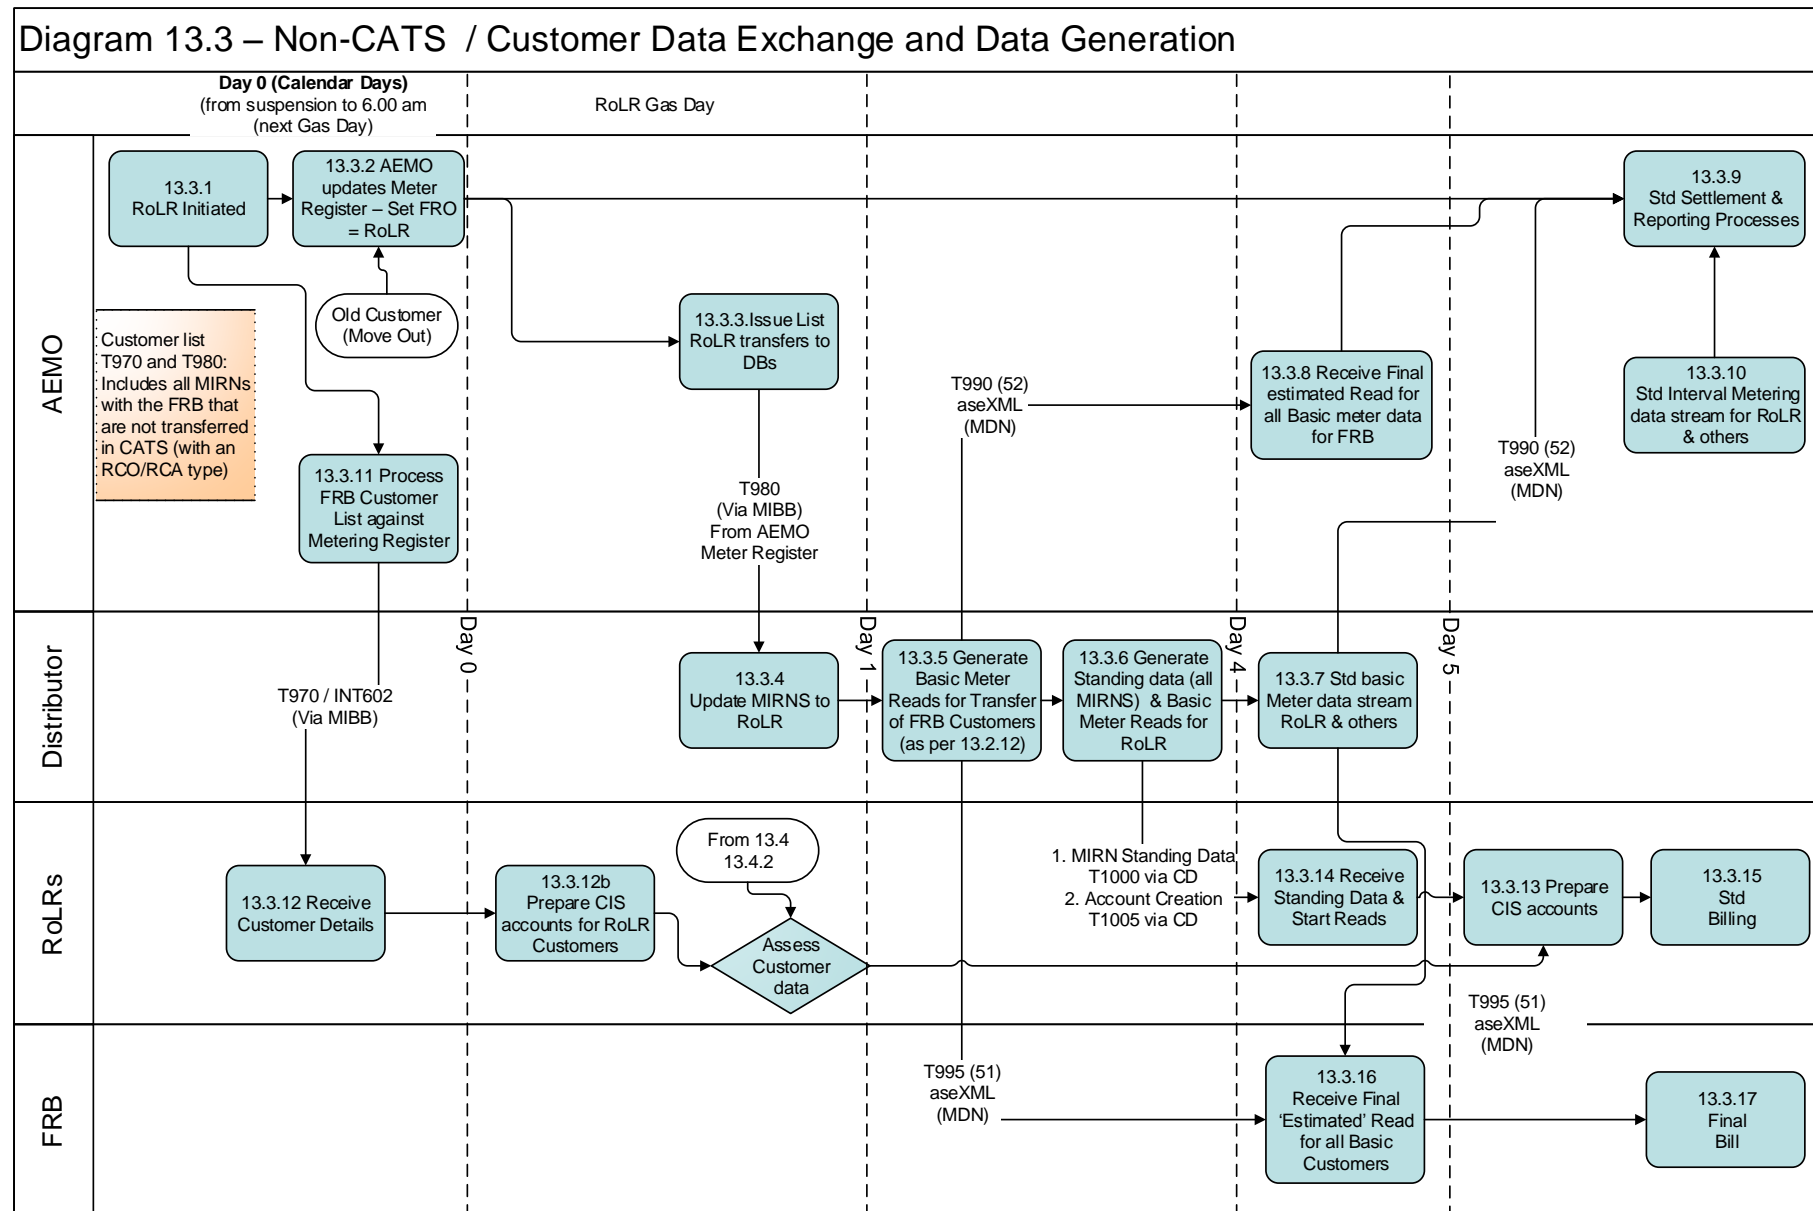 Diagram 13.3 – Non-CATS / Customer Data Exchange and Data Generation
Day 0 (Calendar Days)
(from suspension to 6.00 am
(next Gas Day)
RoLR Gas Day
AEMO
13.3.1
RoLR Initiated
13.3.2 AEMO
updates Meter
Register – Set FRO
= RoLR
Old Customer
(Move Out)
Customer list
T970 and T980:
Includes all MIRNs
with the FRB that
are not transferred
in CATS (with an
RCO/RCA type)
13.3.11 Process
FRB Customer
List against
Metering Register
13.3.3.Issue List
RoLR transfers to
DBs
T980
(Via MIBB)
From AEMO
Meter Register
T990 (52)
aseXML
(MDN)
13.3.8 Receive Final
estimated Read for
all Basic meter data
for FRB
T990 (52)
aseXML
(MDN)
13.3.9
Std Settlement &
Reporting Processes
13.3.10
Std Interval Metering
data stream for RoLR
& others
Distributor
T970 / INT602
(Via MIBB)
Day 0
13.3.4
Update MIRNS to
RoLR
Day 1
13.3.5 Generate
Basic Meter
Reads for Transfer
of FRB Customers
(as per 13.2.12)
13.3.6 Generate
Standing data (all
MIRNS) & Basic
Meter Reads for
RoLR
Day 4
13.3.7 Std basic
Meter data stream
RoLR & others
Day 5
RoLRs
13.3.12 Receive
Customer Details
13.3.12b
Prepare CIS
accounts for RoLR
Customers
From 13.4
13.4.2
Assess
Customer
data
1. MIRN Standing Data
T1000 via CD
2. Account Creation
T1005 via CD
13.3.14 Receive
Standing Data &
Start Reads
13.3.13 Prepare
CIS accounts
13.3.15
Std
Billing
T995 (51)
aseXML
(MDN)
FRB
T995 (51)
aseXML
(MDN)
13.3.16
Receive Final
‘Estimated’ Read
for all Basic
Customers
13.3.17
Final
Bill